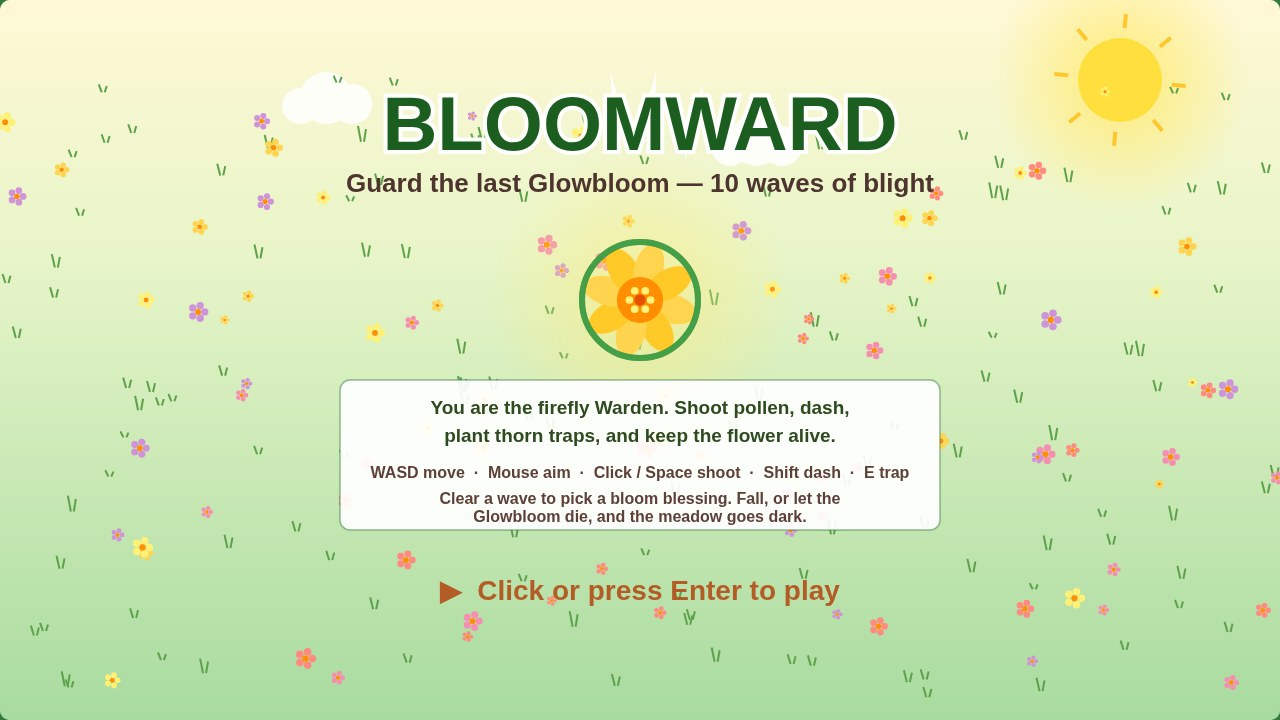 BLOOMWARD
Guard the last Glowbloom — 10 waves of blight
You are the firefly Warden. Shoot pollen, dash,
plant thorn traps, and keep the flower alive.
WASD move · Mouse aim · Click / Space shoot · Shift dash · E trap
Clear a wave to pick a bloom blessing. Fall, or let the
Glowbloom die, and the meadow goes dark.
▶ Click or press Enter to play